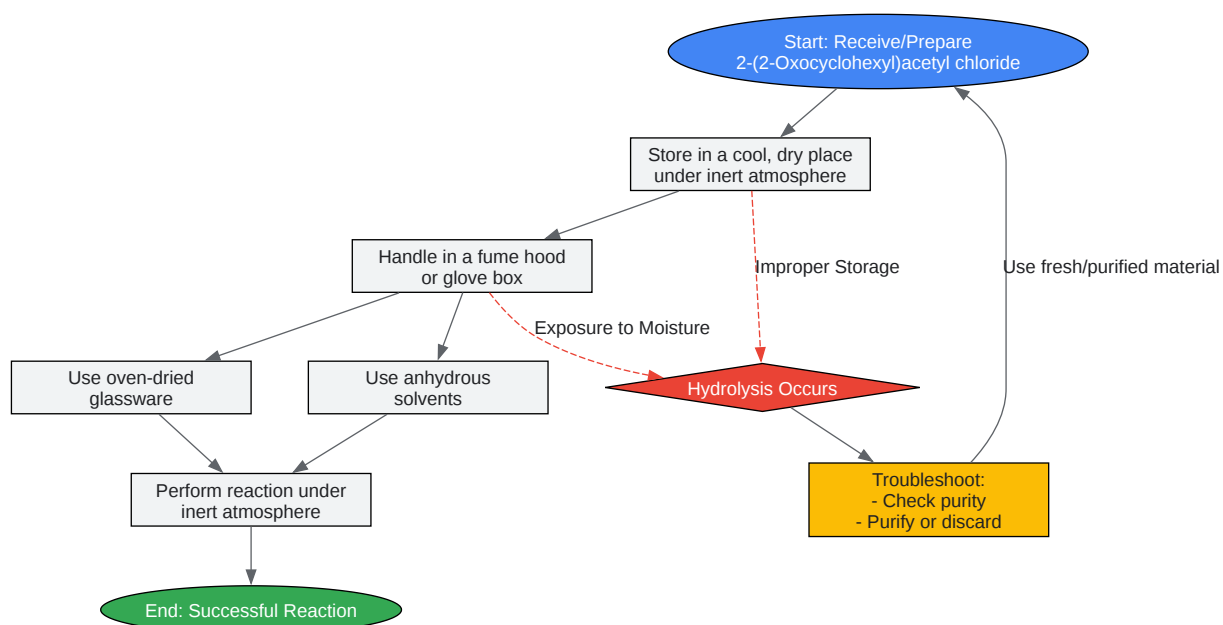 Start: Receive/Prepare
2-(2-Oxocyclohexyl)acetyl chloride
Store in a cool, dry place
under inert atmosphere
Handle in a fume hood
or glove box
Improper Storage
Use fresh/purified material
Exposure to Moisture
Use oven-dried
glassware
Use anhydrous
solvents
Hydrolysis Occurs
Perform reaction under
inert atmosphere
Troubleshoot:
- Check purity
- Purify or discard
End: Successful Reaction